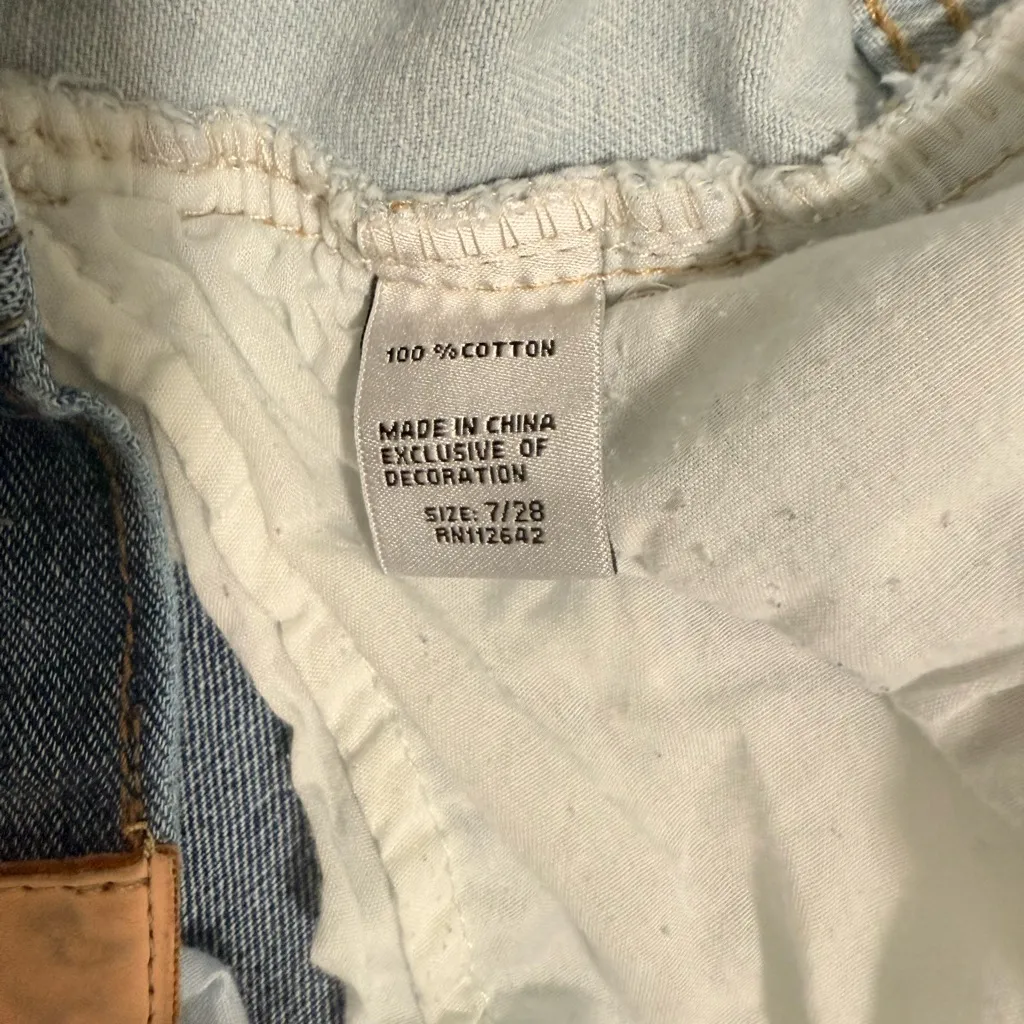 100 %COTTON
MADE IN CHINA
EXCLUSIVE OF
DECORATION
SIZE: 7/28
RN112642